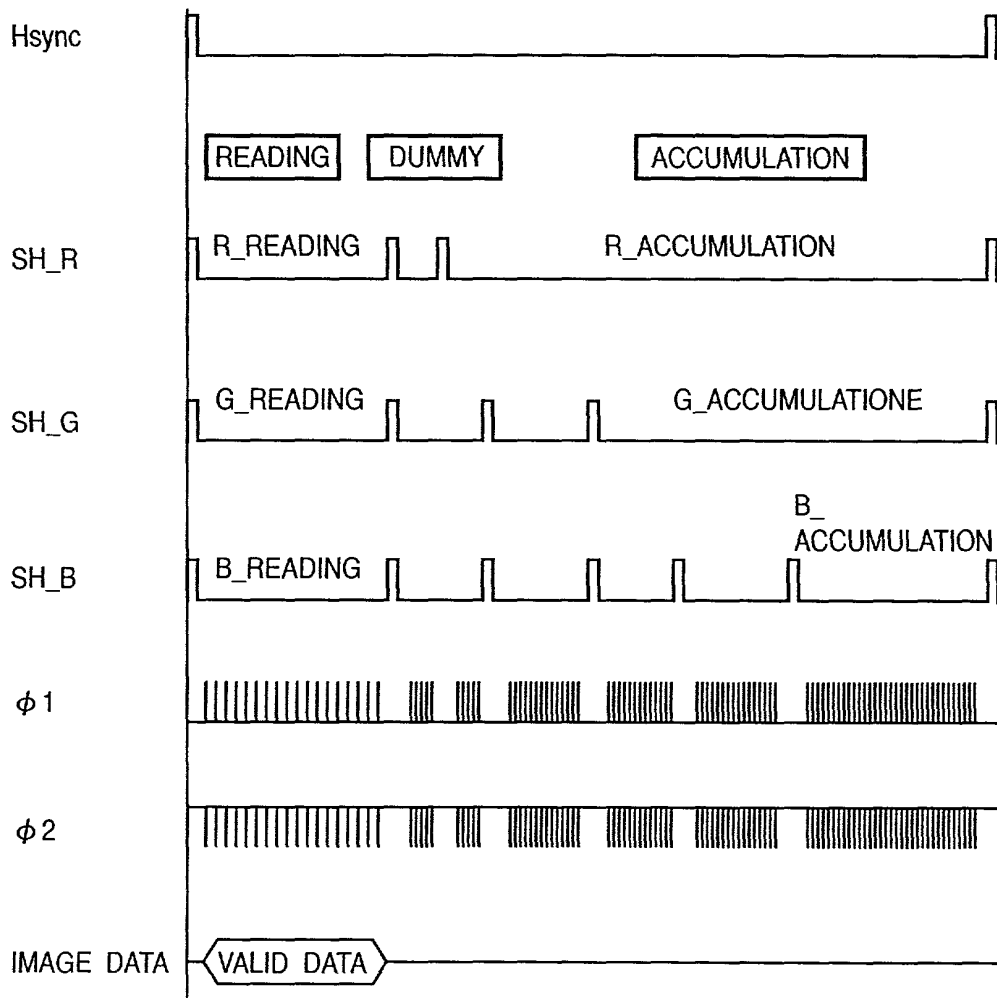 Hsync
READING DUMMY ACCUMULATION
SH_R R_READING R_ACCUMULATION
SH_G G_READING G_ACCUMULATIONE
B_
ACCUMULATION
SH_B B_READING
ϕ1
ϕ2
IMAGE DATA VALID DATA